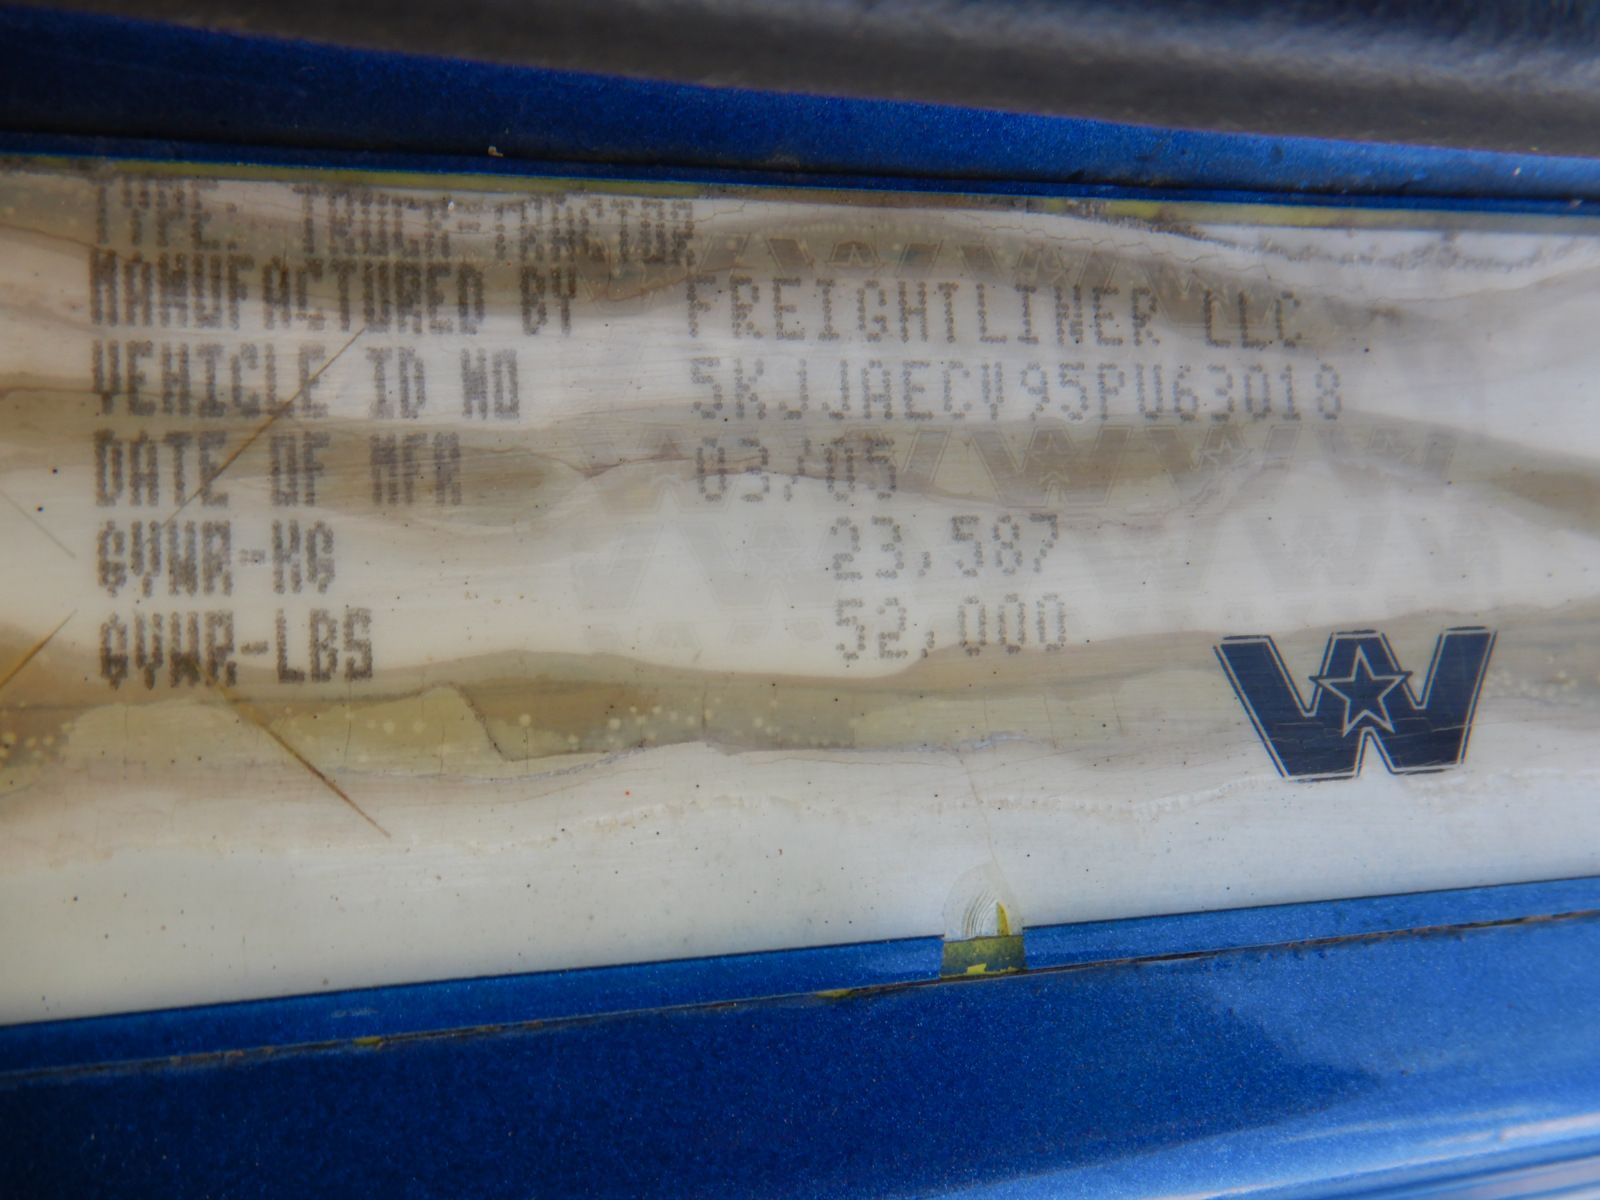 TYPE: TRUCK-TRACTOR
MANUFACTURED BY FREIGHTLINER LLC
VEHICLE ID NO 5KJJAECV95PU63018
DATE OF MFR 03/05
GVWR-KG 23,587
GVWR-LBS 52,000
W